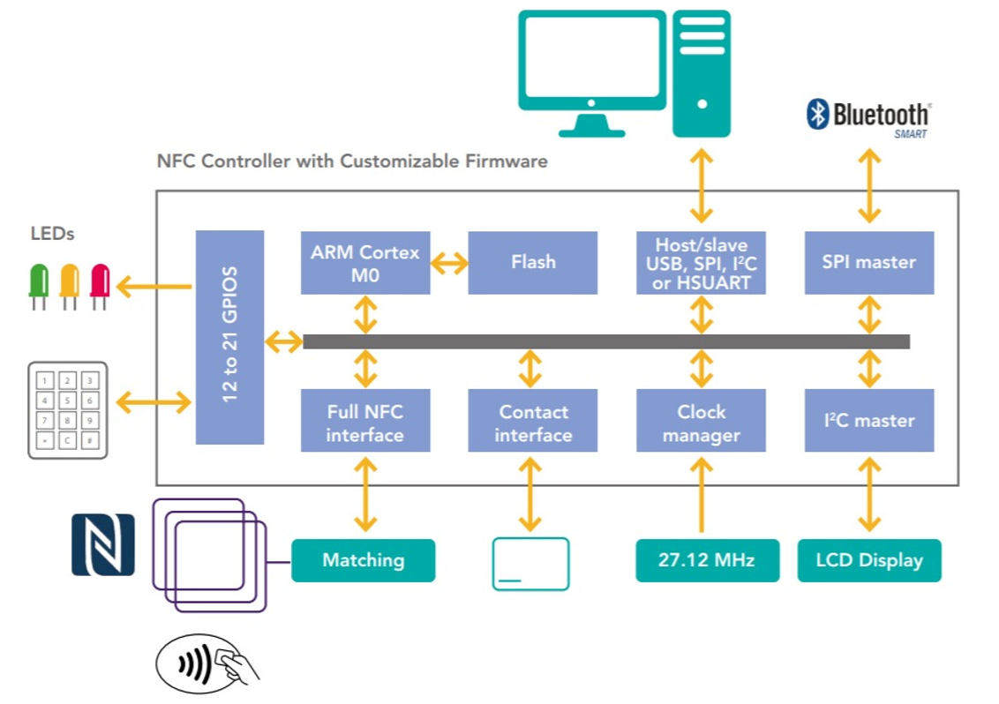 Bluetooth®
SMART
NFC Controller with Customizable Firmware
LEDs
12 to 21 GPIOS
ARM Cortex
M0
Flash
Host/slave
USB, SPI, I²C
or HSUART
SPI master
1 2 3
4 5 6
7 8 9
* C #
Full NFC
interface
Contact
interface
Clock
manager
I²C master
N
Matching
27.12 MHz
LCD Display